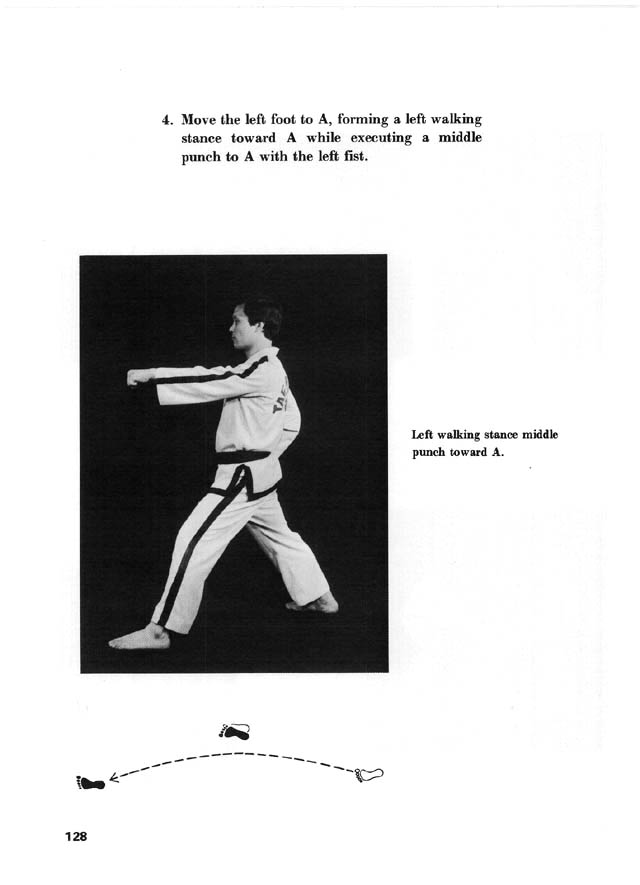 4. Move the left foot to A, forming a left walking
stance toward A while executing a middle
punch to A with the left fist.
Left walking stance middle
punch toward A.
128